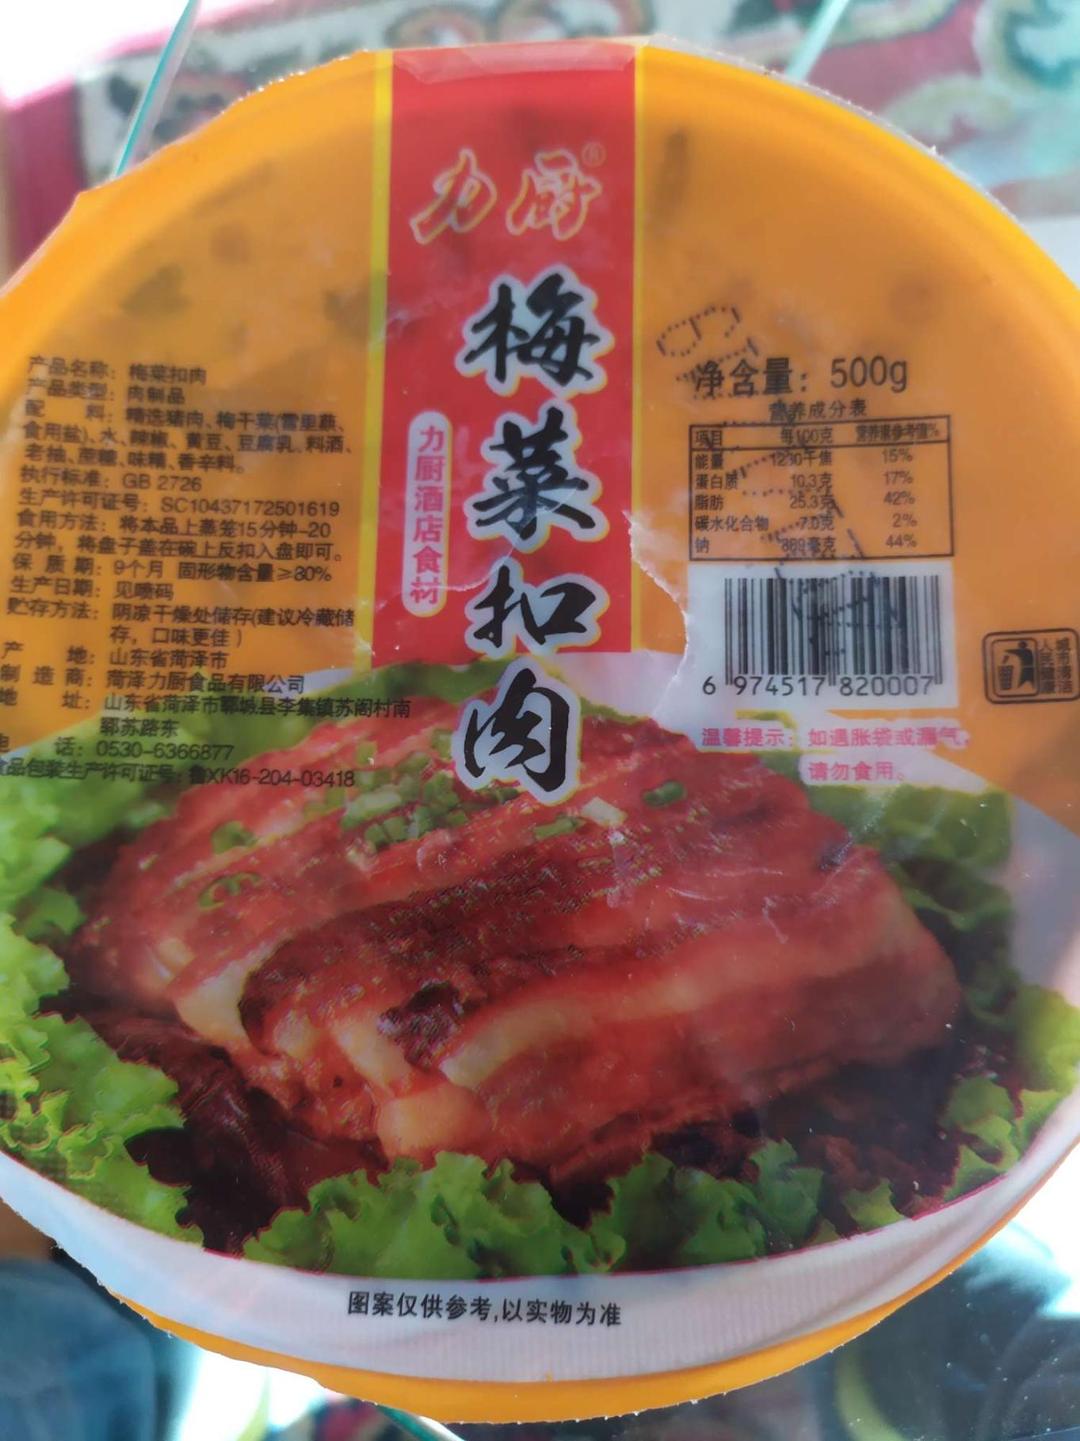 力厨®
梅菜扣肉
力厨酒店食材
产品名称：梅菜扣肉
产品类型：肉制品
配 料：精选猪肉、梅干菜(雪里蕻、
食用盐)、水、辣椒、黄豆、豆腐乳、料酒、
老抽、蔗糖、味精、香辛料。
执行标准：GB 2726
生产许可证号：SC10437172501619
食用方法：将本品上蒸笼15分钟-20
分钟，将盘子盖在碗上反扣入盘即可。
保 质 期：9个月 固形物含量≥80%
生产日期：见喷码
贮存方法：阴凉干燥处储存(建议冷藏储
存，口味更佳)
产 地：山东省菏泽市
制 造 商：菏泽力厨食品有限公司
地 址：山东省菏泽市鄄城县李集镇苏阁村南
鄄苏路东
电 话：0530-6366877
食品包装生产许可证号：鲁XK16-204-03418
净含量：500g
营养成分表
项目 每100克 营养素参考值%
能量 1230千焦 15%
蛋白质 10.3克 17%
脂肪 25.3克 42%
碳水化合物 7.0克 2%
钠 889毫克 44%
6 974517 820007
城市清洁
人民健康
温馨提示：如遇胀袋或漏气，
请勿食用。
图案仅供参考,以实物为准